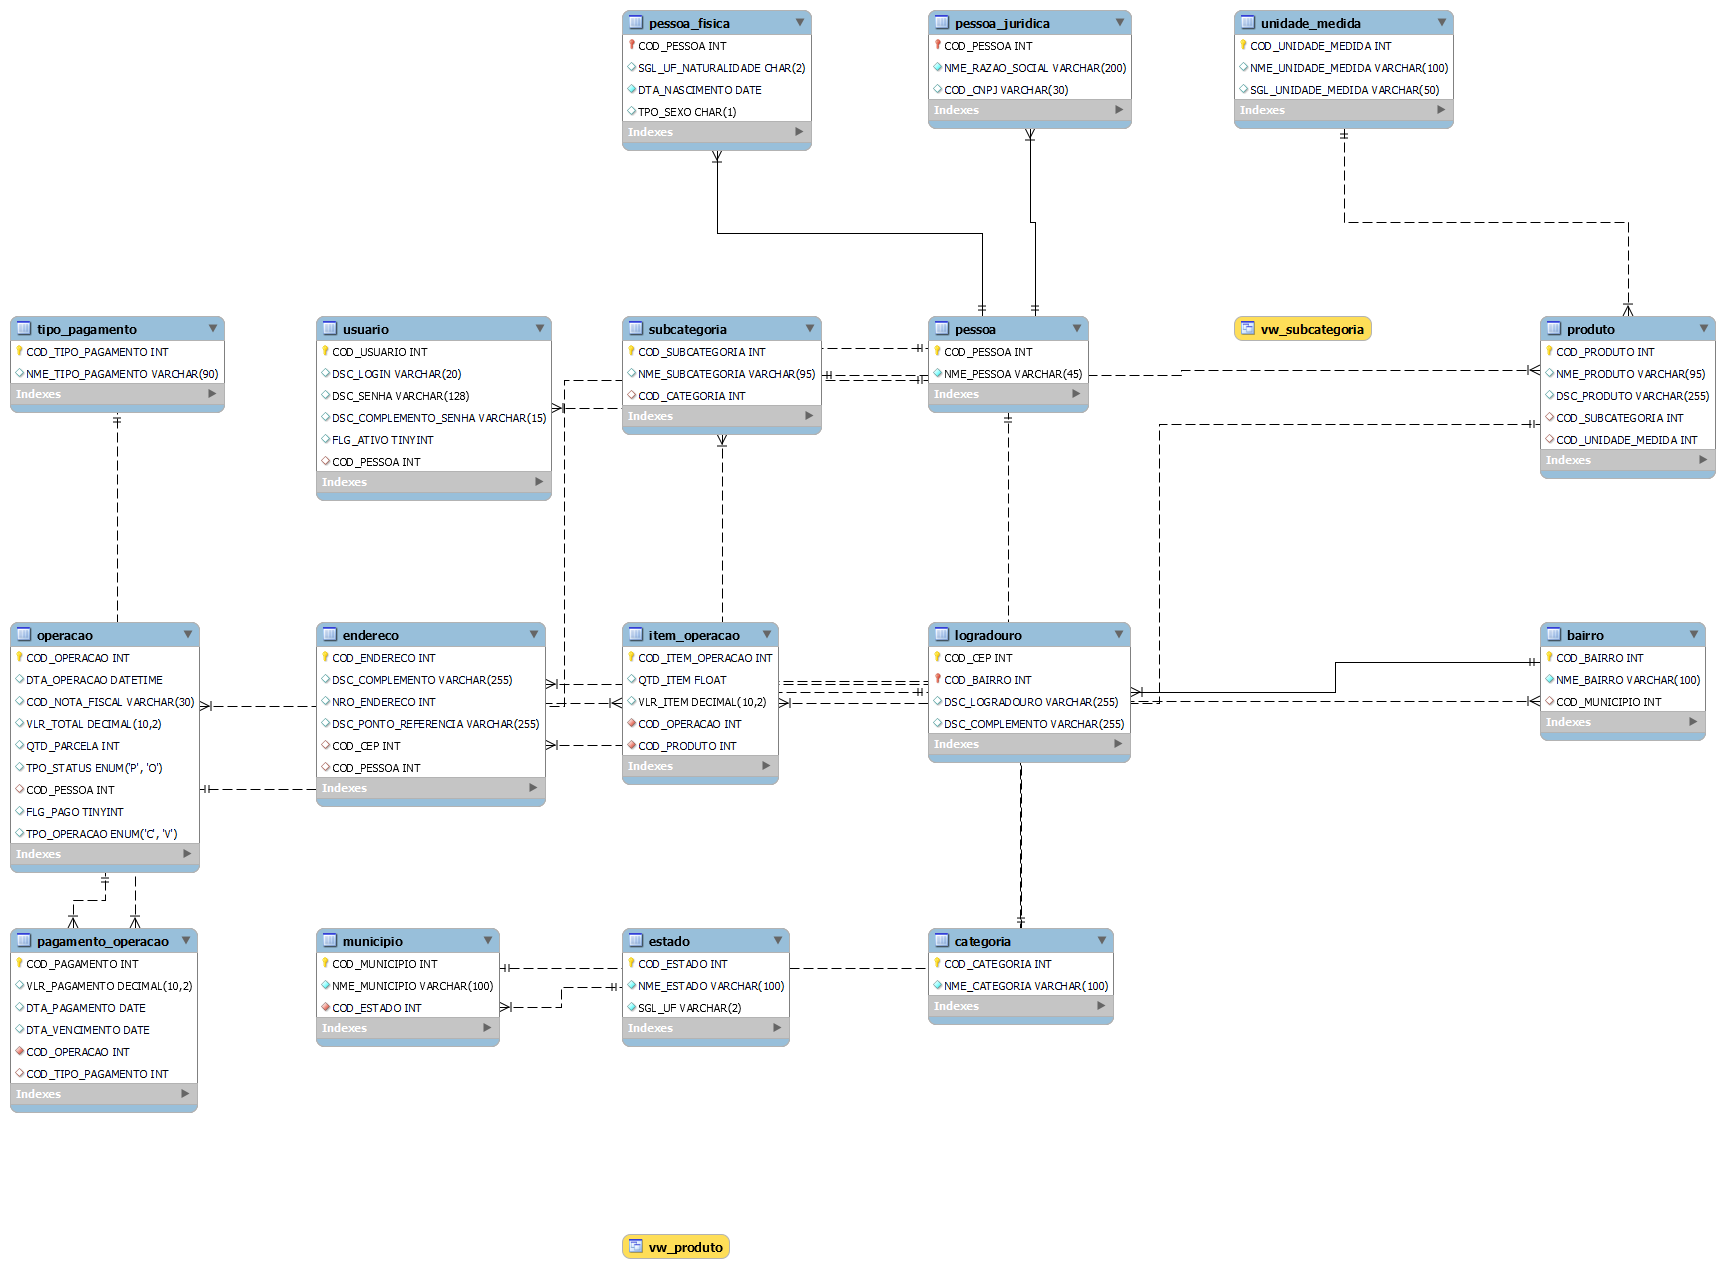 pessoa_fisica
COD_PESSOA INT
SGL_UF_NATURALIDADE CHAR(2)
DTA_NASCIMENTO DATE
TPO_SEXO CHAR(1)
Indexes
pessoa_juridica
COD_PESSOA INT
NME_RAZAO_SOCIAL VARCHAR(200)
COD_CNPJ VARCHAR(30)
Indexes
unidade_medida
COD_UNIDADE_MEDIDA INT
NME_UNIDADE_MEDIDA VARCHAR(100)
SGL_UNIDADE_MEDIDA VARCHAR(50)
Indexes
tipo_pagamento
COD_TIPO_PAGAMENTO INT
NME_TIPO_PAGAMENTO VARCHAR(90)
Indexes
usuario
COD_USUARIO INT
DSC_LOGIN VARCHAR(20)
DSC_SENHA VARCHAR(128)
DSC_COMPLEMENTO_SENHA VARCHAR(15)
FLG_ATIVO TINYINT
COD_PESSOA INT
Indexes
subcategoria
COD_SUBCATEGORIA INT
NME_SUBCATEGORIA VARCHAR(95)
COD_CATEGORIA INT
Indexes
pessoa
COD_PESSOA INT
NME_PESSOA VARCHAR(45)
Indexes
vw_subcategoria
produto
COD_PRODUTO INT
NME_PRODUTO VARCHAR(95)
DSC_PRODUTO VARCHAR(255)
COD_SUBCATEGORIA INT
COD_UNIDADE_MEDIDA INT
Indexes
operacao
COD_OPERACAO INT
DTA_OPERACAO DATETIME
COD_NOTA_FISCAL VARCHAR(30)
VLR_TOTAL DECIMAL(10,2)
QTD_PARCELA INT
TPO_STATUS ENUM('P', 'O')
COD_PESSOA INT
FLG_PAGO TINYINT
TPO_OPERACAO ENUM('C', 'V')
Indexes
endereco
COD_ENDERECO INT
DSC_COMPLEMENTO VARCHAR(255)
NRO_ENDERECO INT
DSC_PONTO_REFERENCIA VARCHAR(255)
COD_CEP INT
COD_PESSOA INT
Indexes
item_operacao
COD_ITEM_OPERACAO INT
QTD_ITEM FLOAT
VLR_ITEM DECIMAL(10,2)
COD_OPERACAO INT
COD_PRODUTO INT
Indexes
logradouro
COD_CEP INT
COD_BAIRRO INT
DSC_LOGRADOURO VARCHAR(255)
DSC_COMPLEMENTO VARCHAR(255)
Indexes
bairro
COD_BAIRRO INT
NME_BAIRRO VARCHAR(100)
COD_MUNICIPIO INT
Indexes
pagamento_operacao
COD_PAGAMENTO INT
VLR_PAGAMENTO DECIMAL(10,2)
DTA_PAGAMENTO DATE
DTA_VENCIMENTO DATE
COD_OPERACAO INT
COD_TIPO_PAGAMENTO INT
Indexes
municipio
COD_MUNICIPIO INT
NME_MUNICIPIO VARCHAR(100)
COD_ESTADO INT
Indexes
estado
COD_ESTADO INT
NME_ESTADO VARCHAR(100)
SGL_UF VARCHAR(2)
Indexes
categoria
COD_CATEGORIA INT
NME_CATEGORIA VARCHAR(100)
Indexes
vw_produto